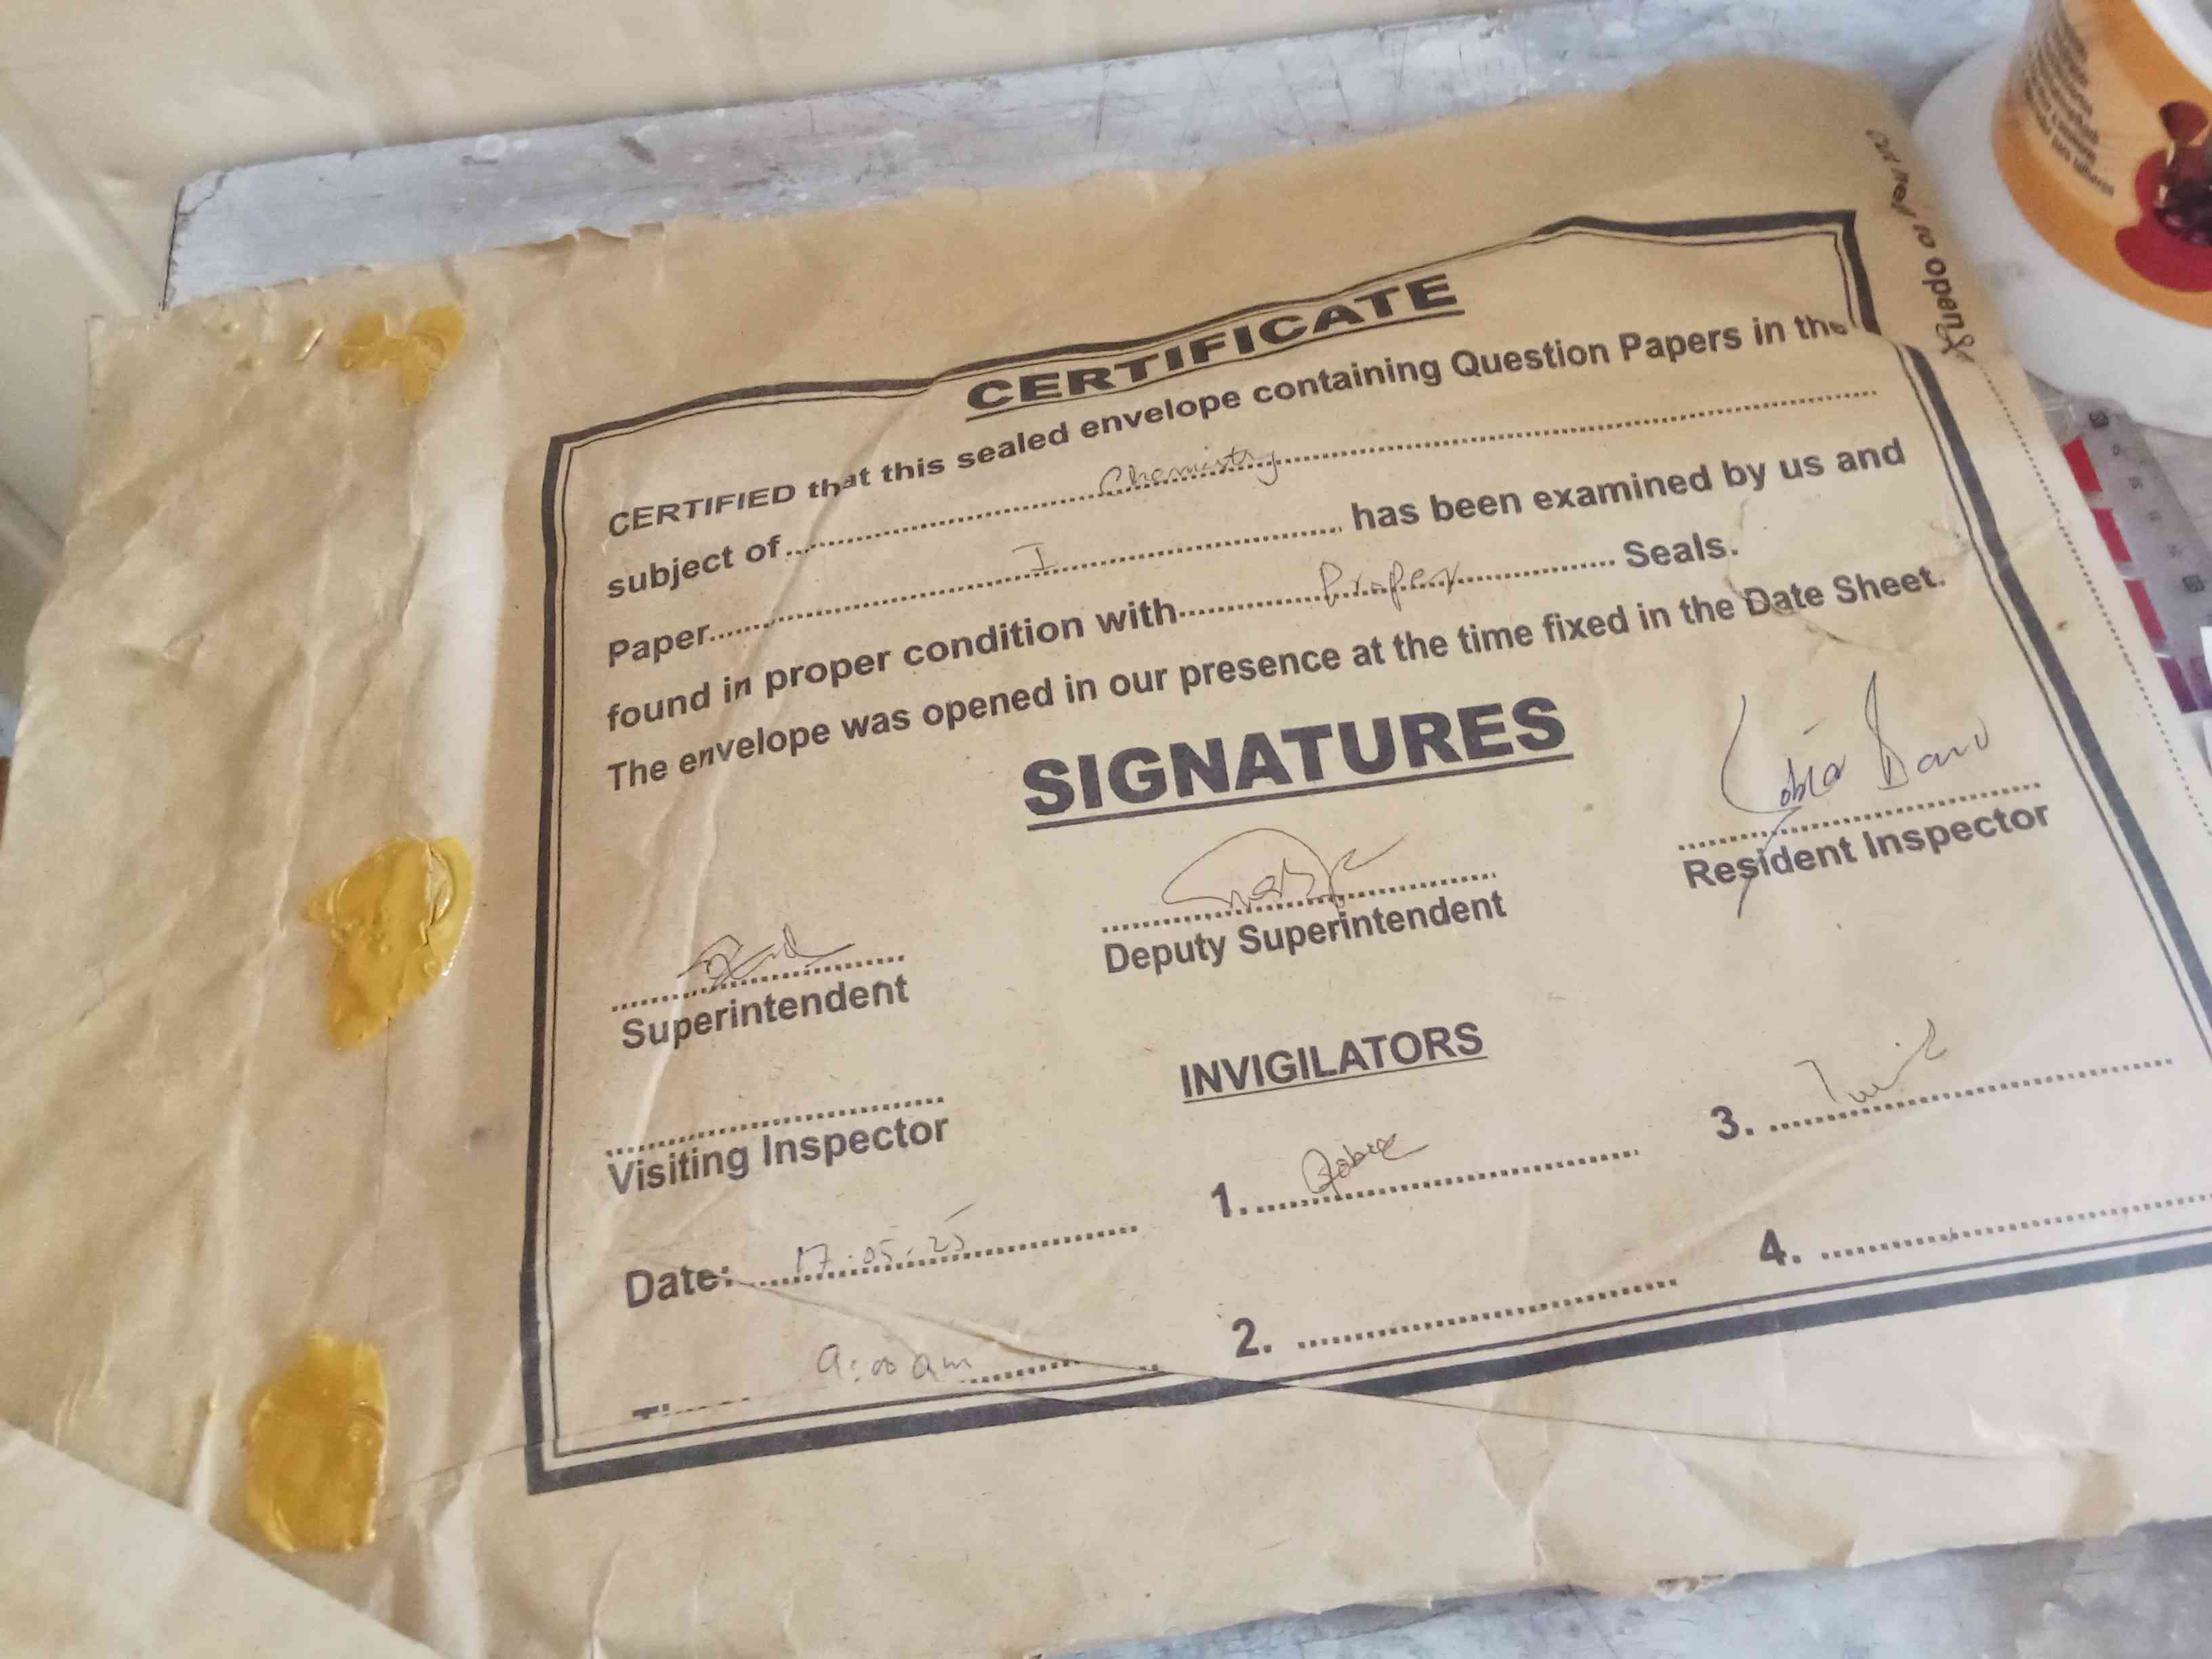 CERTIFICATE
CERTIFIED that this sealed envelope containing Question Papers in the
subject of Chemistry
Paper I has been examined by us and
found in proper condition with Proper Seals.
The envelope was opened in our presence at the time fixed in the Date Sheet.
SIGNATURES
Superintendent
Deputy Superintendent
Resident Inspector
Visiting Inspector
INVIGILATORS
1.
3.
Date: 17.05.25
2.
4.
9:00 am
to open